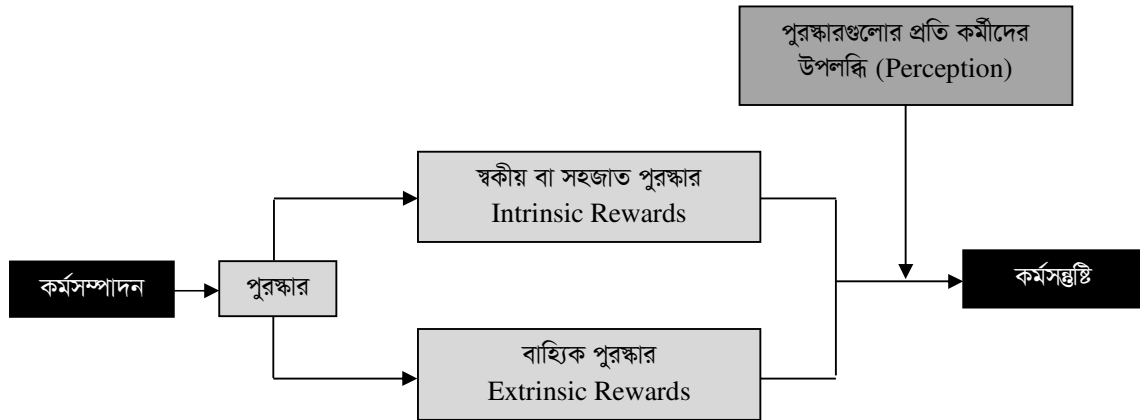 পুরস্কারগুলোর প্রতি কর্মীদের
উপলব্ধি (Perception)
স্বকীয় বা সহজাত পুরস্কার
Intrinsic Rewards
কর্মসম্পাদন
পুরস্কার
কর্মসন্তুষ্টি
বাহ্যিক পুরস্কার
Extrinsic Rewards